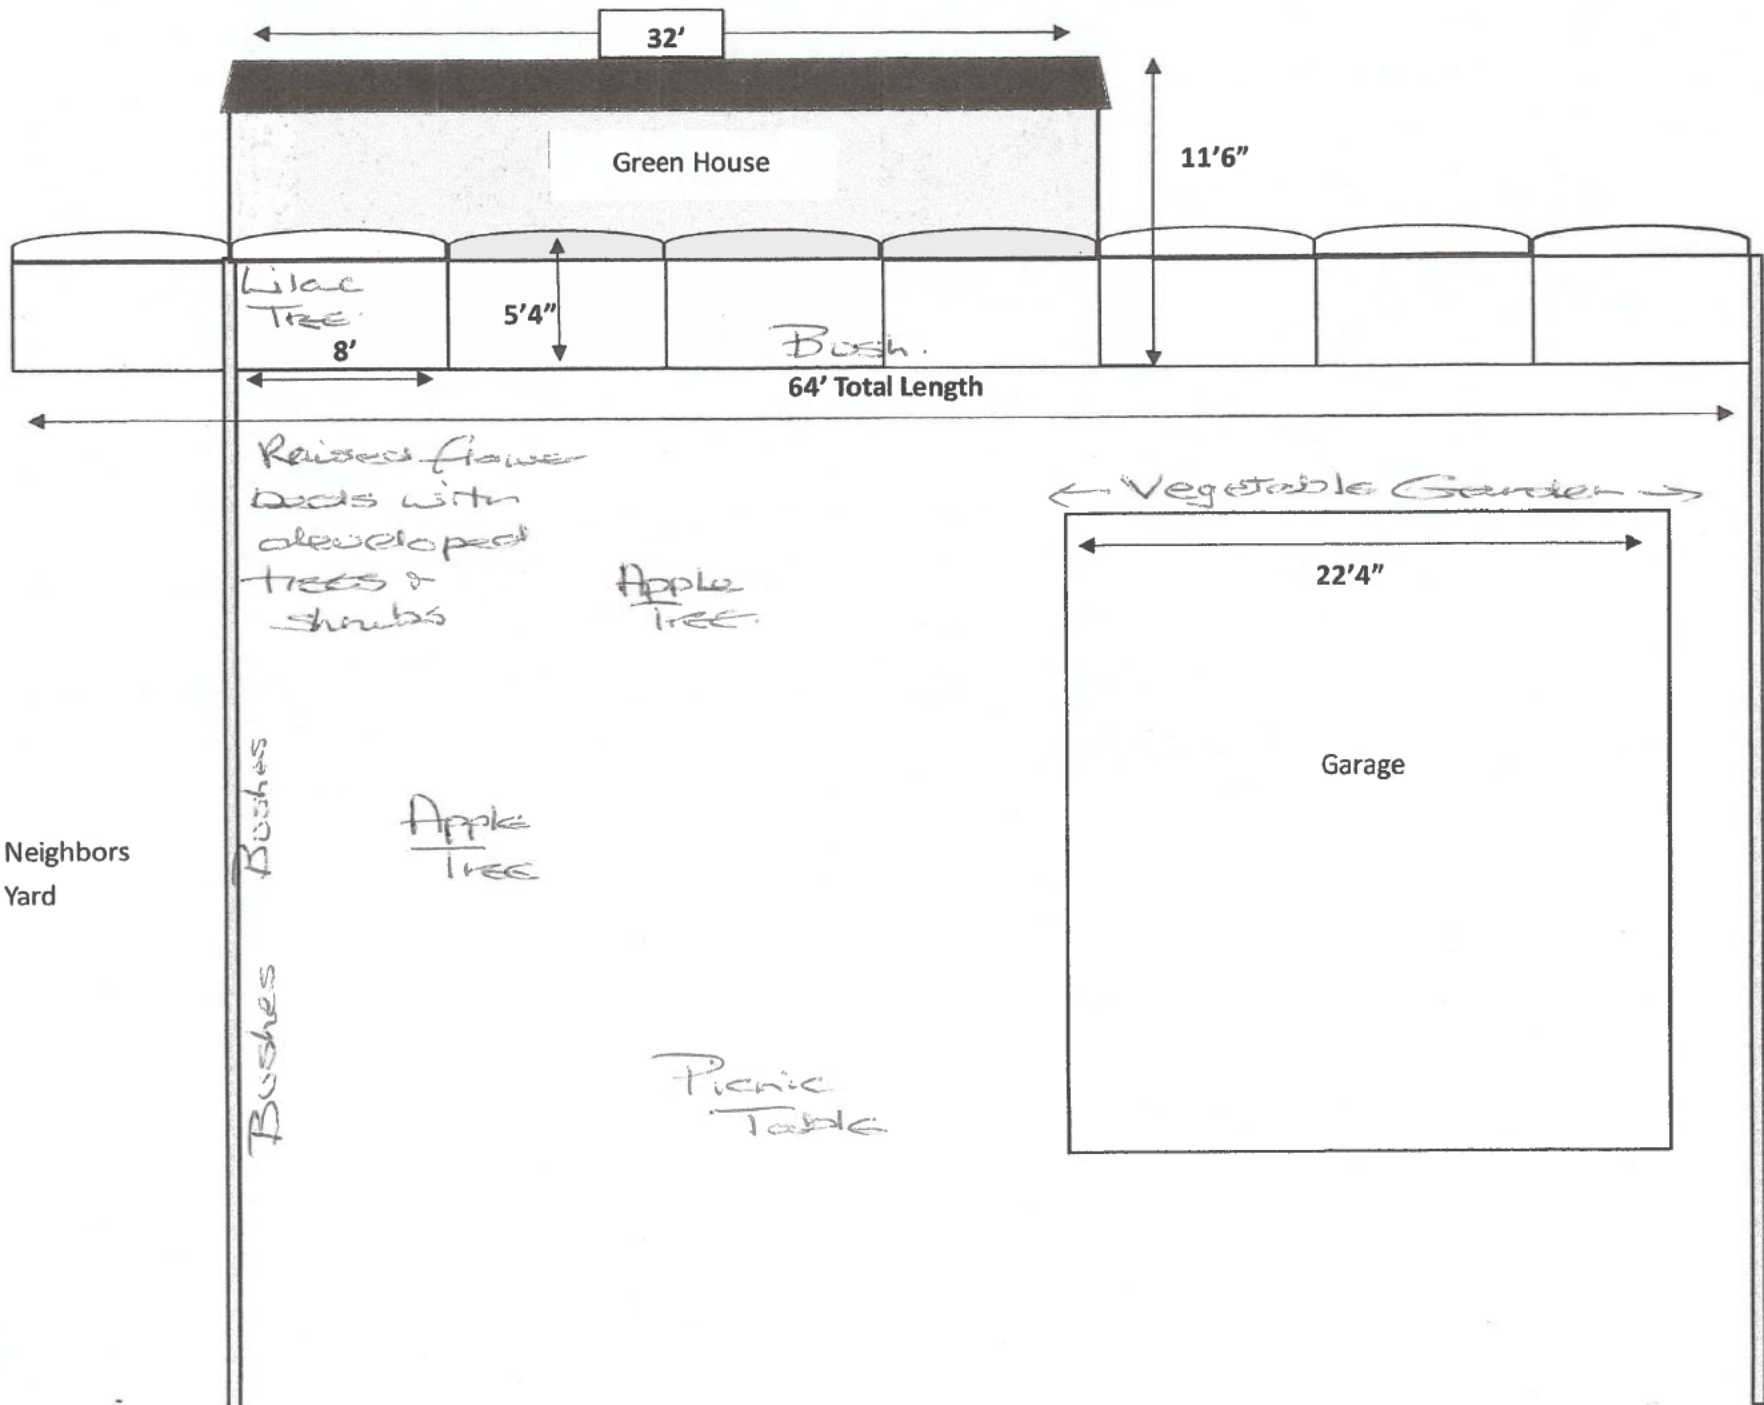 32'
Green House
11'6"
Lilac
Tree
5'4"
8'
Bush.
64' Total Length
Raised flower
beds with
developed
trees &
shrubs
← Vegetable Garden →
22'4"
Apple
Tree
Garage
Bushes
Apple
Tree
Neighbors
Yard
Bushes
Picnic
Table